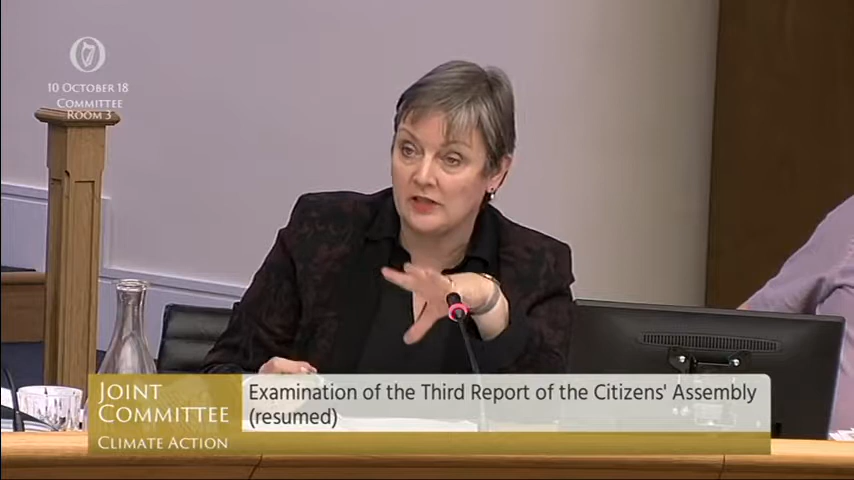 10 OCTOBER 18
COMMITTEE
ROOM 3
JOINT
COMMITTEE
CLIMATE ACTION
Examination of the Third Report of the Citizens' Assembly
(resumed)